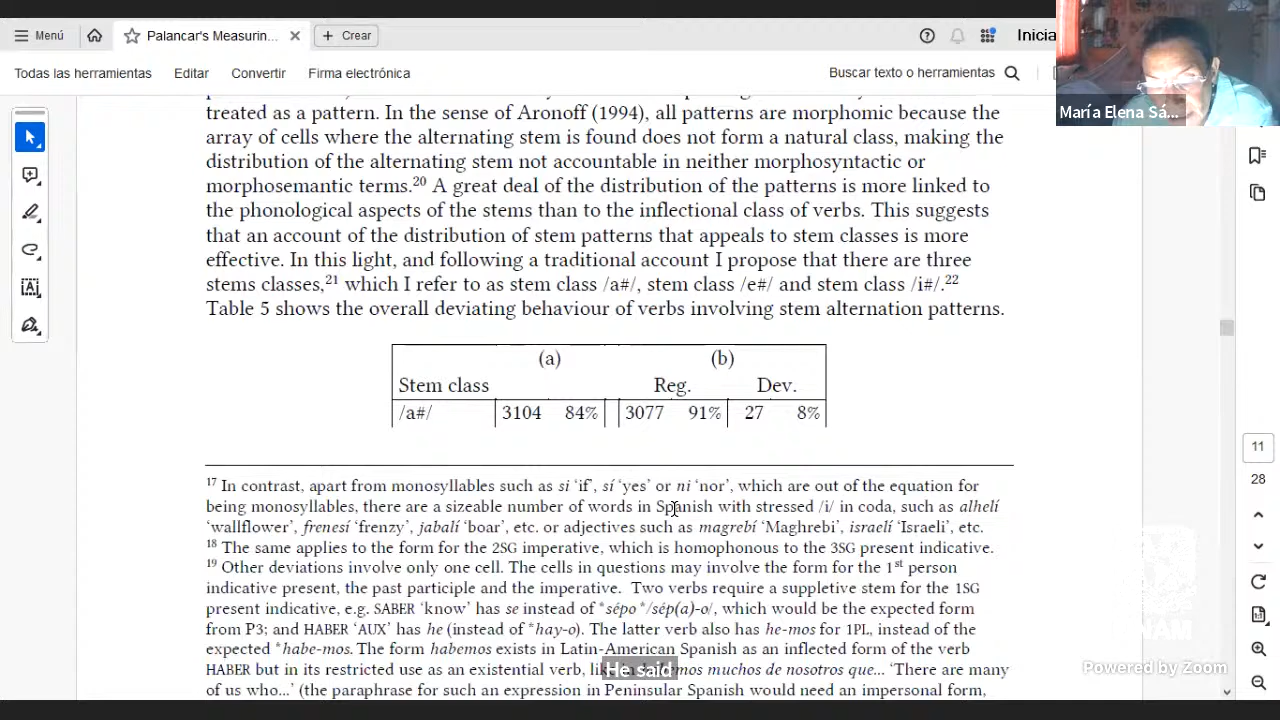 Menú
Palancar's Measurin...
Crear
Inicia
Todas las herramientas
Editar
Convertir
Firma electrónica
Buscar texto o herramientas
María Elena Sá...
treated as a pattern. In the sense of Aronoff (1994), all patterns are morphomic because the
array of cells where the alternating stem is found does not form a natural class, making the
distribution of the alternating stem not accountable in neither morphosyntactic or
morphosemantic terms.20 A great deal of the distribution of the patterns is more linked to
the phonological aspects of the stems than to the inflectional class of verbs. This suggests
that an account of the distribution of stem patterns that appeals to stem classes is more
effective. In this light, and following a traditional account I propose that there are three
stems classes,21 which I refer to as stem class /a#/, stem class /e#/ and stem class /i#/.22
Table 5 shows the overall deviating behaviour of verbs involving stem alternation patterns.
(a) (b)
Stem class Reg. Dev.
/a#/ 3104 84% 3077 91% 27 8%
17 In contrast, apart from monosyllables such as si 'if', sí 'yes' or ni 'nor', which are out of the equation for
being monosyllables, there are a sizeable number of words in Spanish with stressed /i/ in coda, such as alhelí
'wallflower', frenesí 'frenzy', jabalí 'boar', etc. or adjectives such as magrebí 'Maghrebi', israelí 'Israeli', etc.
18 The same applies to the form for the 2SG imperative, which is homophonous to the 3SG present indicative.
19 Other deviations involve only one cell. The cells in questions may involve the form for the 1st person
indicative present, the past participle and the imperative. Two verbs require a suppletive stem for the 1SG
present indicative, e.g. SABER 'know' has se instead of *sépo */sép(a)-o/, which would be the expected form
from P3; and HABER 'AUX' has he (instead of *hay-o). The latter verb also has he-mos for 1PL, instead of the
expected *habe-mos. The form habemos exists in Latin-American Spanish as an inflected form of the verb
HABER but in its restricted use as an existential verb, muchos de nosotros que... 'There are many
of us who...' (the paraphrase for such an expression in Peninsular Spanish would need an impersonal form,
He said
11
28
UNAM
Powered by Zoom